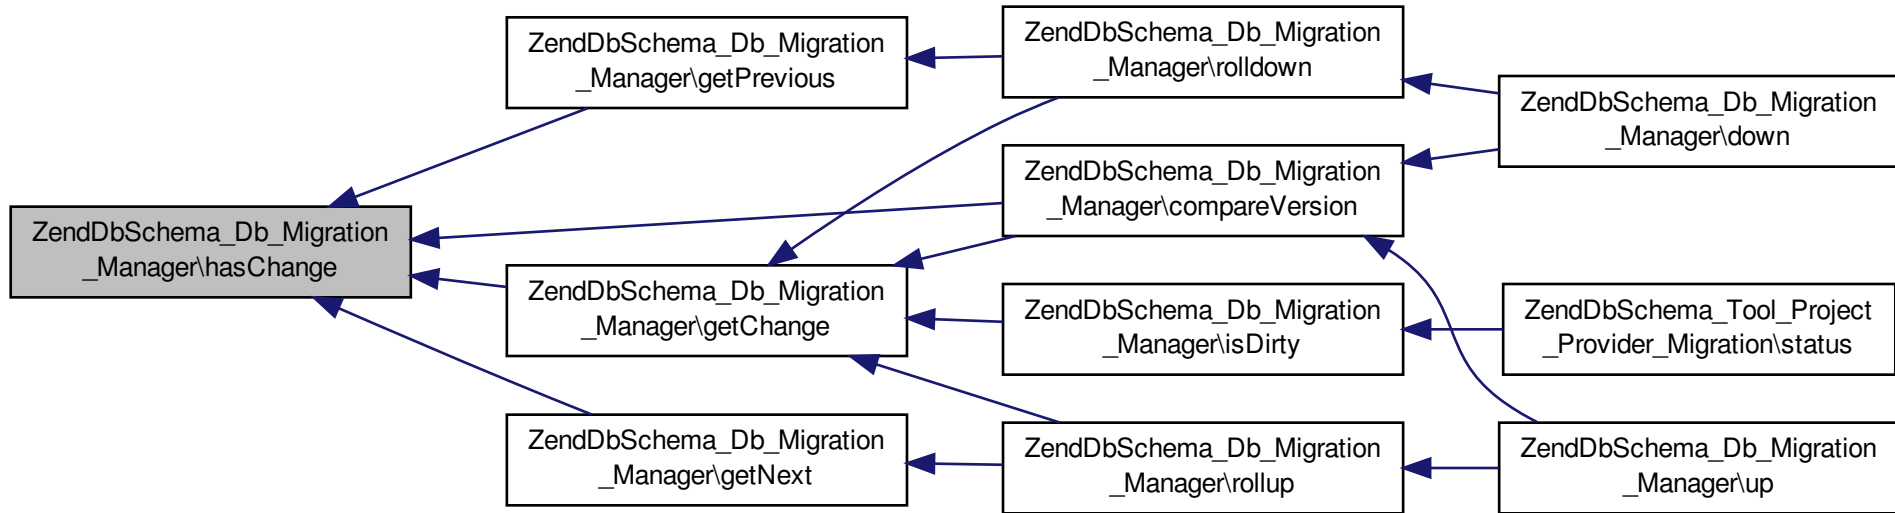 ZendDbSchema_Db_Migration
_Manager\hasChange
ZendDbSchema_Db_Migration
_Manager\getPrevious
ZendDbSchema_Db_Migration
_Manager\getChange
ZendDbSchema_Db_Migration
_Manager\getNext
ZendDbSchema_Db_Migration
_Manager\rolldown
ZendDbSchema_Db_Migration
_Manager\compareVersion
ZendDbSchema_Db_Migration
_Manager\isDirty
ZendDbSchema_Db_Migration
_Manager\rollup
ZendDbSchema_Db_Migration
_Manager\down
ZendDbSchema_Tool_Project
_Provider_Migration\status
ZendDbSchema_Db_Migration
_Manager\up